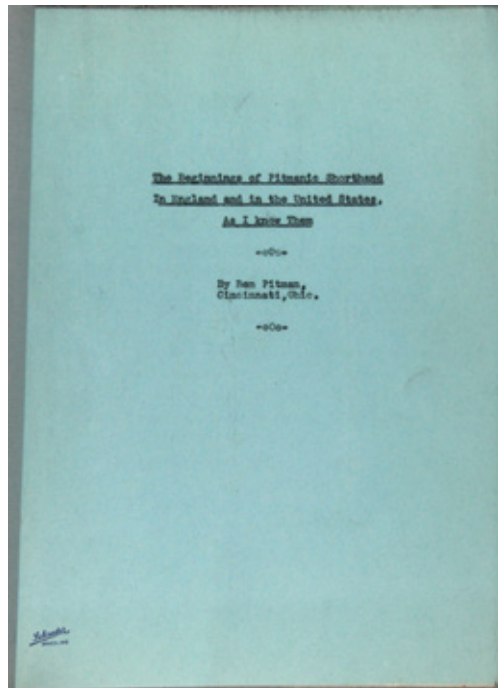 The Beginnings of Pitmanic Shorthand
In England and in the United States,
As I knew Them
-oOo-
By Ben Pitman,
Cincinnati, Ohio.
-oOo-